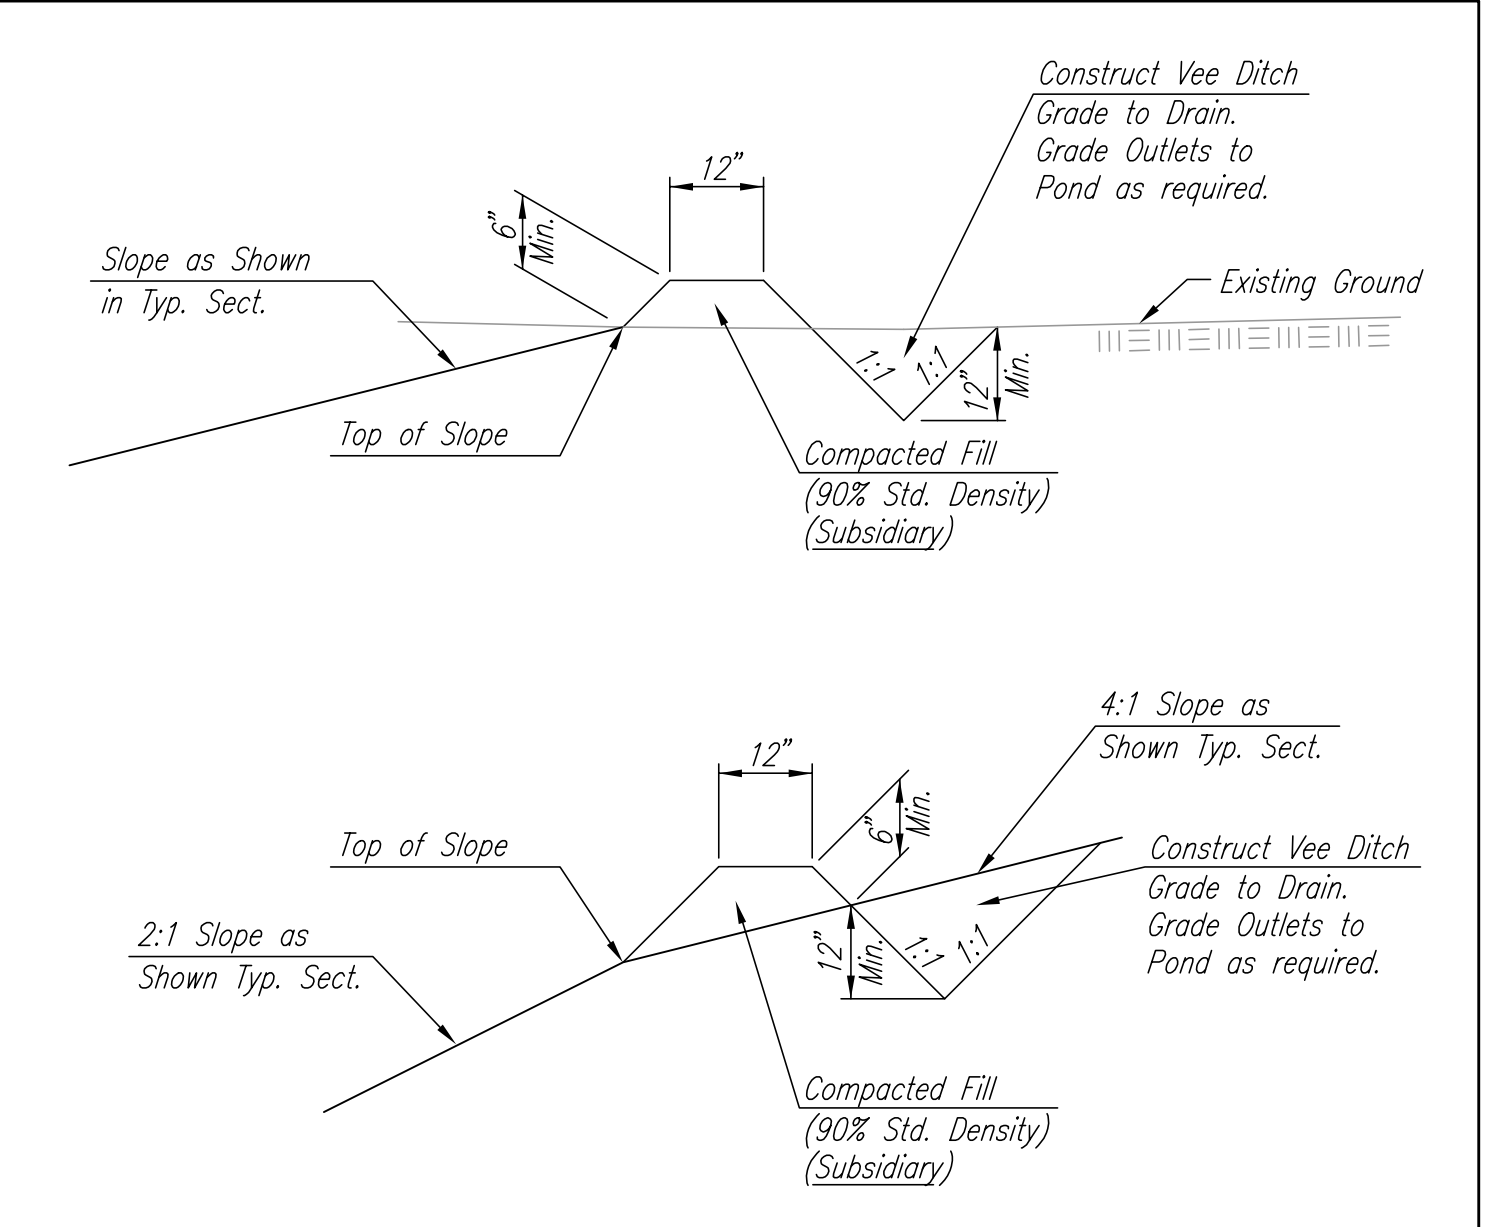 Construct Vee Ditch
Grade to Drain.
Grade Outlets to
Pond as required.
12”
6”
Min.
Slope as Shown
in Typ. Sect.
Existing Ground
1:1
1:1
12”
Min.
Top of Slope
Compacted Fill
(90% Std. Density)
(Subsidiary)
4:1 Slope as
Shown Typ. Sect.
12”
6”
Min.
Top of Slope
Construct Vee Ditch
Grade to Drain.
Grade Outlets to
Pond as required.
2:1 Slope as
Shown Typ. Sect.
12”
Min.
1:1
1:1
Compacted Fill
(90% Std. Density)
(Subsidiary)